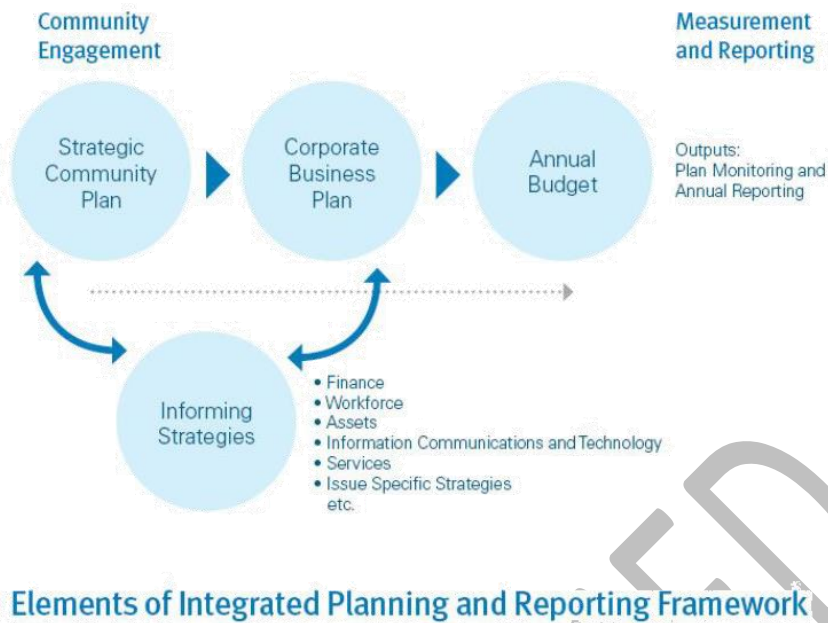 Community
Engagement
Measurement
and Reporting
Strategic
Community
Plan
Corporate
Business
Plan
Annual
Budget
Outputs:
Plan Monitoring and
Annual Reporting
Informing
Strategies
• Finance
• Workforce
• Assets
• Information Communications and Technology
• Services
• Issue Specific Strategies
etc.
ED
Elements of Integrated Planning and Reporting Framework